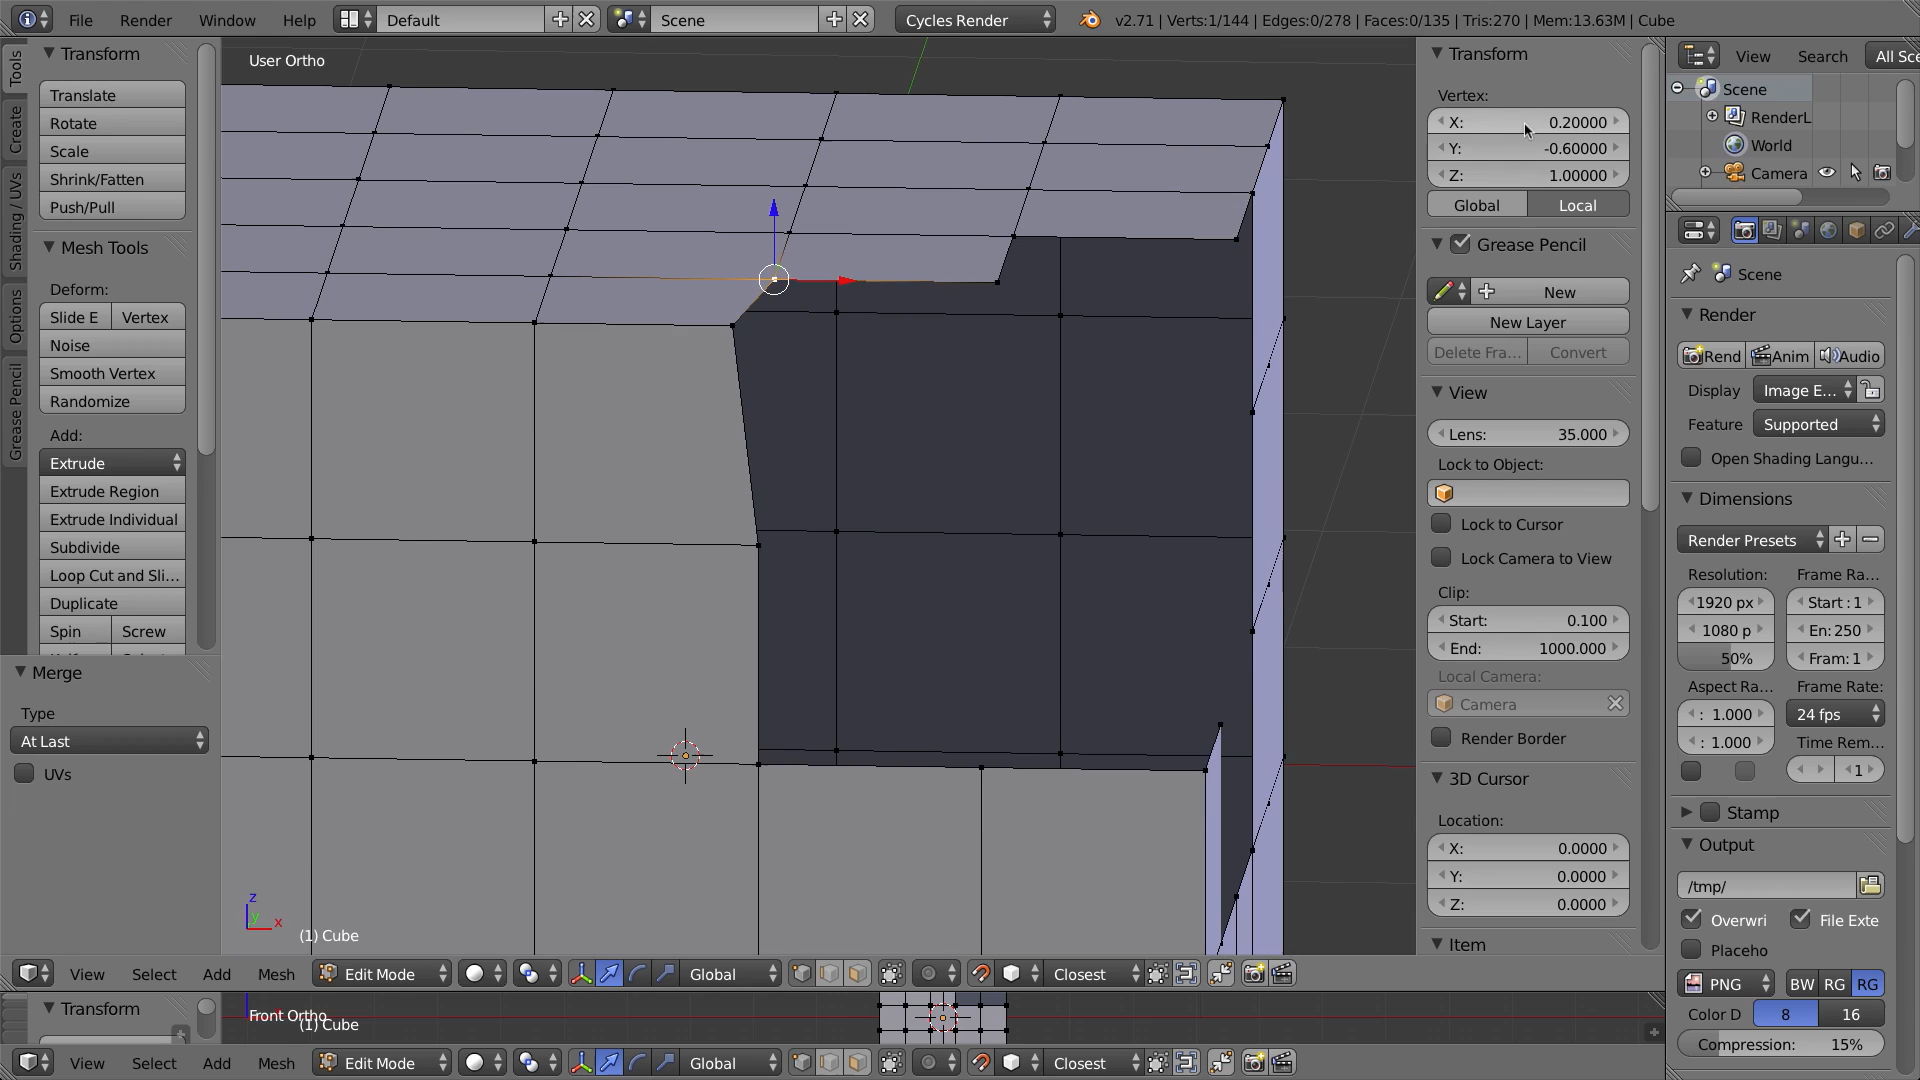 File Render Window Help Default Scene Cycles Render v2.71 | Verts:1/144 | Edges:0/278 | Faces:0/135 | Tris:270 | Mem:13.63M | Cube
Tools
Create
Shading / UVs
Options
Grease Pencil
Transform
Translate
Rotate
Scale
Shrink/Fatten
Push/Pull
Mesh Tools
Deform:
Slide E Vertex
Noise
Smooth Vertex
Randomize
Add:
Extrude
Extrude Region
Extrude Individual
Subdivide
Loop Cut and Sli...
Duplicate
Spin Screw
Merge
Type
At Last
UVs
User Ortho
z
y
x
(1) Cube
Transform
Vertex:
X: 0.20000
Y: -0.60000
Z: 1.00000
Global Local
Grease Pencil
New
New Layer
Delete Fra... Convert
View
Lens: 35.000
Lock to Object:
Lock to Cursor
Lock Camera to View
Clip:
Start: 0.100
End: 1000.000
Local Camera:
Camera
Render Border
3D Cursor
Location:
X: 0.0000
Y: 0.0000
Z: 0.0000
Item
View Search All Sce
Scene
RenderL
World
Camera
Scene
Render
Rend Anim Audio
Display Image E...
Feature Supported
Open Shading Langu...
Dimensions
Render Presets
Resolution: Frame Ra...
1920 px Start : 1
1080 p En: 250
50% Fram: 1
Aspect Ra... Frame Rate:
: 1.000 24 fps
: 1.000 Time Rem...
1
Stamp
Output
/tmp/
Overwri File Exte
Placeho
PNG BW RG RG
Color D 8 16
Compression: 15%
View Select Add Mesh Edit Mode Global Closest
Transform
Front Ortho
(1) Cube
View Select Add Mesh Edit Mode Global Closest